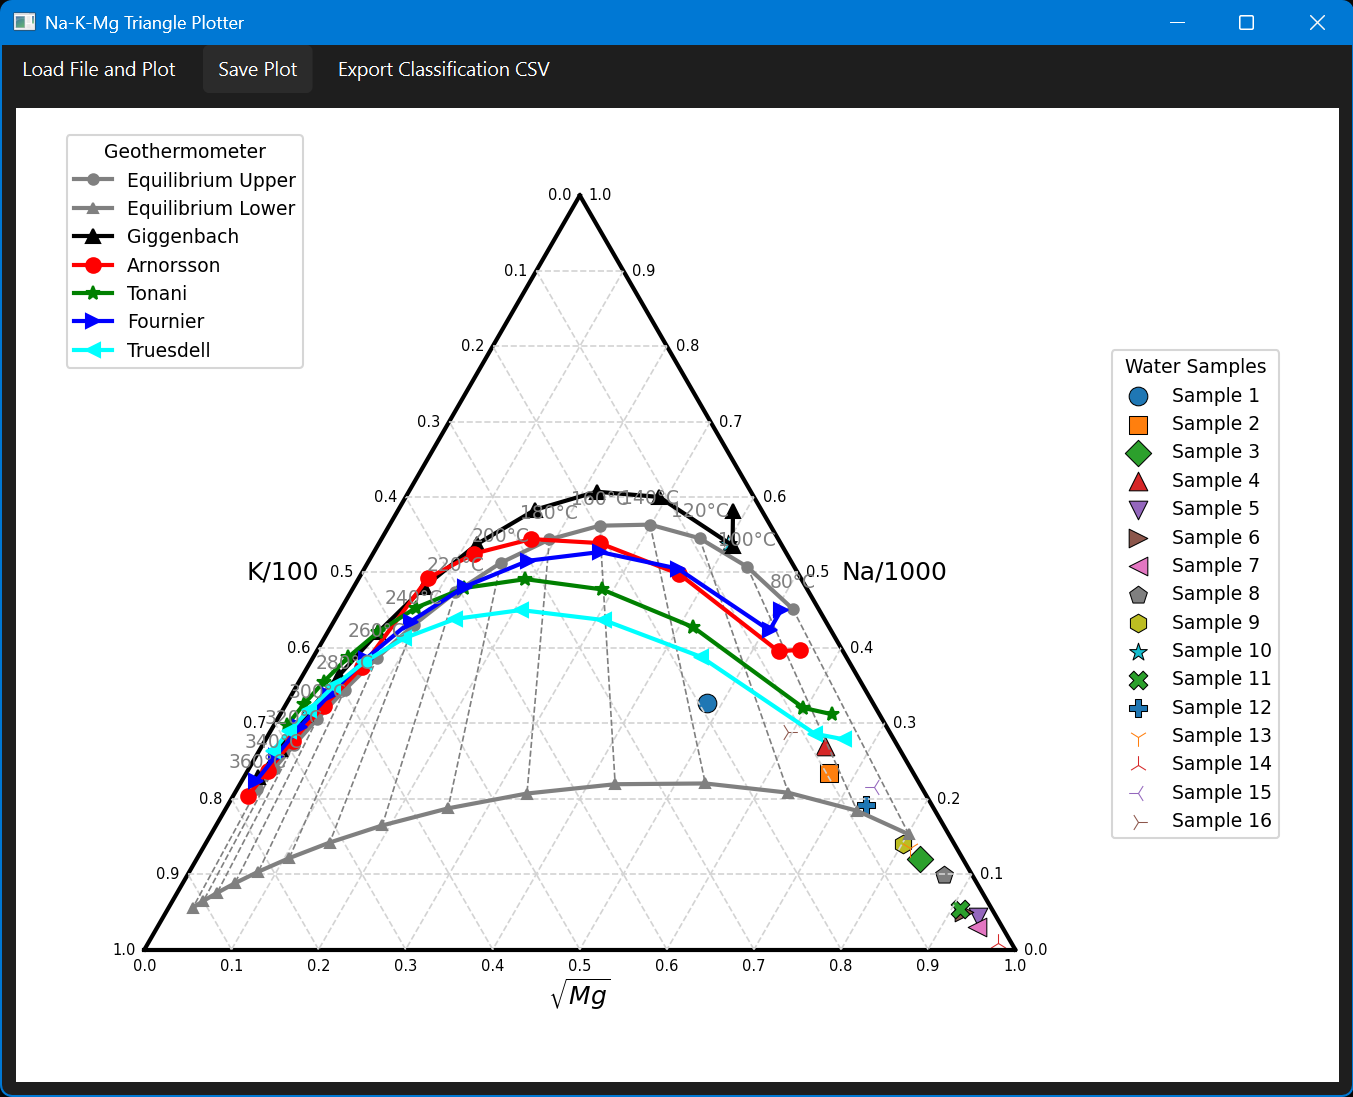 Na-K-Mg Triangle Plotter
Load File and Plot Save Plot Export Classification CSV
Geothermometer
Equilibrium Upper
Equilibrium Lower
Giggenbach
Arnorsson
Tonani
Fournier
Truesdell
0.0 1.0
0.1 0.9
0.2 0.8
0.3 0.7
0.4 0.6
160°C 140°C
180°C 120°C
200°C 100°C
K/100 0.5 220°C 0.5 Na/1000
240°C 80°C
260°C
0.6 0.4
280°C
300°C
320°C
0.7 0.3
340°C
360°C
0.8 0.2
0.9 0.1
1.0 0.0
0.0 0.1 0.2 0.3 0.4 0.5 0.6 0.7 0.8 0.9 1.0
√Mg
Water Samples
Sample 1
Sample 2
Sample 3
Sample 4
Sample 5
Sample 6
Sample 7
Sample 8
Sample 9
Sample 10
Sample 11
Sample 12
Sample 13
Sample 14
Sample 15
Sample 16